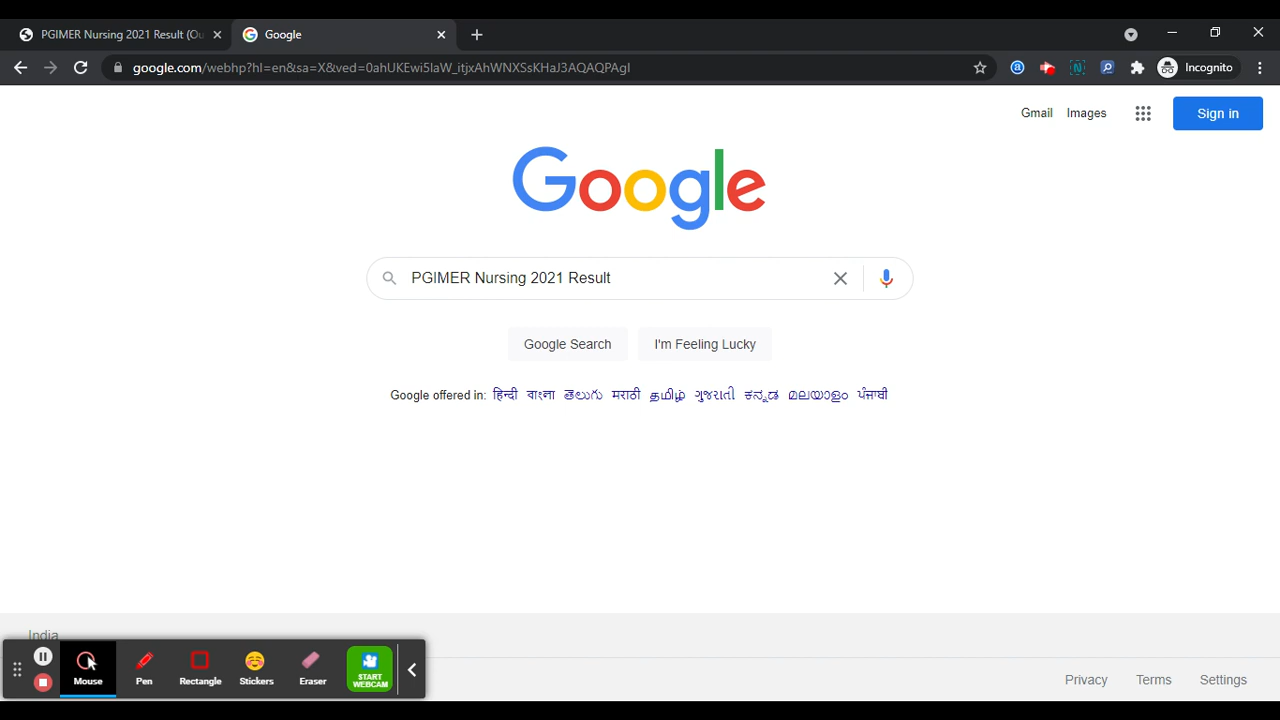 PGIMER Nursing 2021 Result (Ou
Google
google.com/webhp?hl=en&sa=X&ved=0ahUKEwi5laW_itjxAhWNXSsKHaJ3AQAQPAgI
Incognito
Gmail Images
Sign in
Google
PGIMER Nursing 2021 Result
Google Search
I'm Feeling Lucky
Google offered in: हिन्दी বাংলা తెలుగు मराठी தமிழ் ગુજરાતી ಕನ್ನಡ മലയാളം ਪੰਜਾਬੀ
India
Mouse
Pen
Rectangle
Stickers
Eraser
START
WEBCAM
Privacy Terms Settings